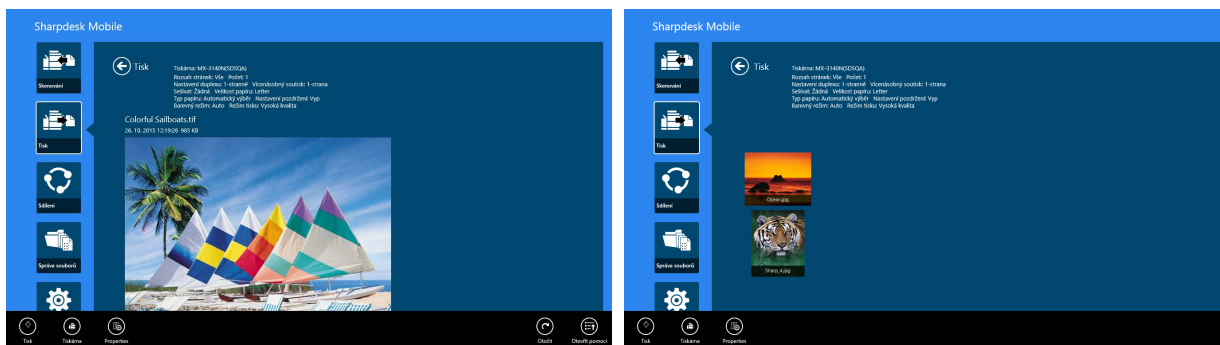 Sharpdesk Mobile
Skenování
Tisk
Sdílení
Správa souborů
Tisk
Tiskárna: MX-3140N(SDSQA)
Rozsah stránek: Vše Počet: 1
Nastavení duplexu: 1-stranné Vícenásobný soutisk: 1-strana
Sešívat: Žádná Velikost papíru: Letter
Typ papíru: Automatický výběr Nastavení pozdržení: Vyp
Barevný režim: Auto Režim tisku: Vysoká kvalita
Colorful Sailboats.tif
26. 10. 2015 12:19:26 985 KB
Tisk Tiskárna Properties Otočit Otevřít pomocí
Sharpdesk Mobile
Skenování
Tisk
Sdílení
Správa souborů
Tisk
Tiskárna: MX-3140N(SDSQA)
Rozsah stránek: Vše Počet: 1
Nastavení duplexu: 1-stranné Vícenásobný soutisk: 1-strana
Sešívat: Žádná Velikost papíru: Letter
Typ papíru: Automatický výběr Nastavení pozdržení: Vyp
Barevný režim: Auto Režim tisku: Vysoká kvalita
Ocean.jpg
Sharp_4.jpg
Tisk Tiskárna Properties